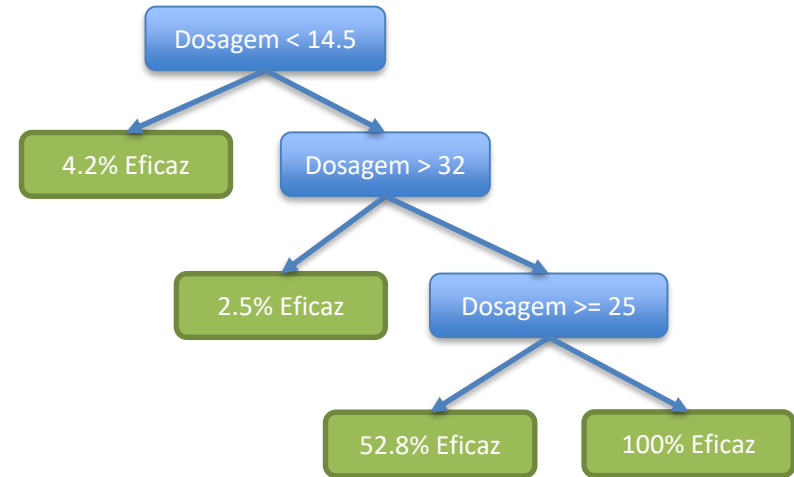 Dosagem < 14.5
4.2% Eficaz
Dosagem > 32
2.5% Eficaz
Dosagem >= 25
52.8% Eficaz
100% Eficaz